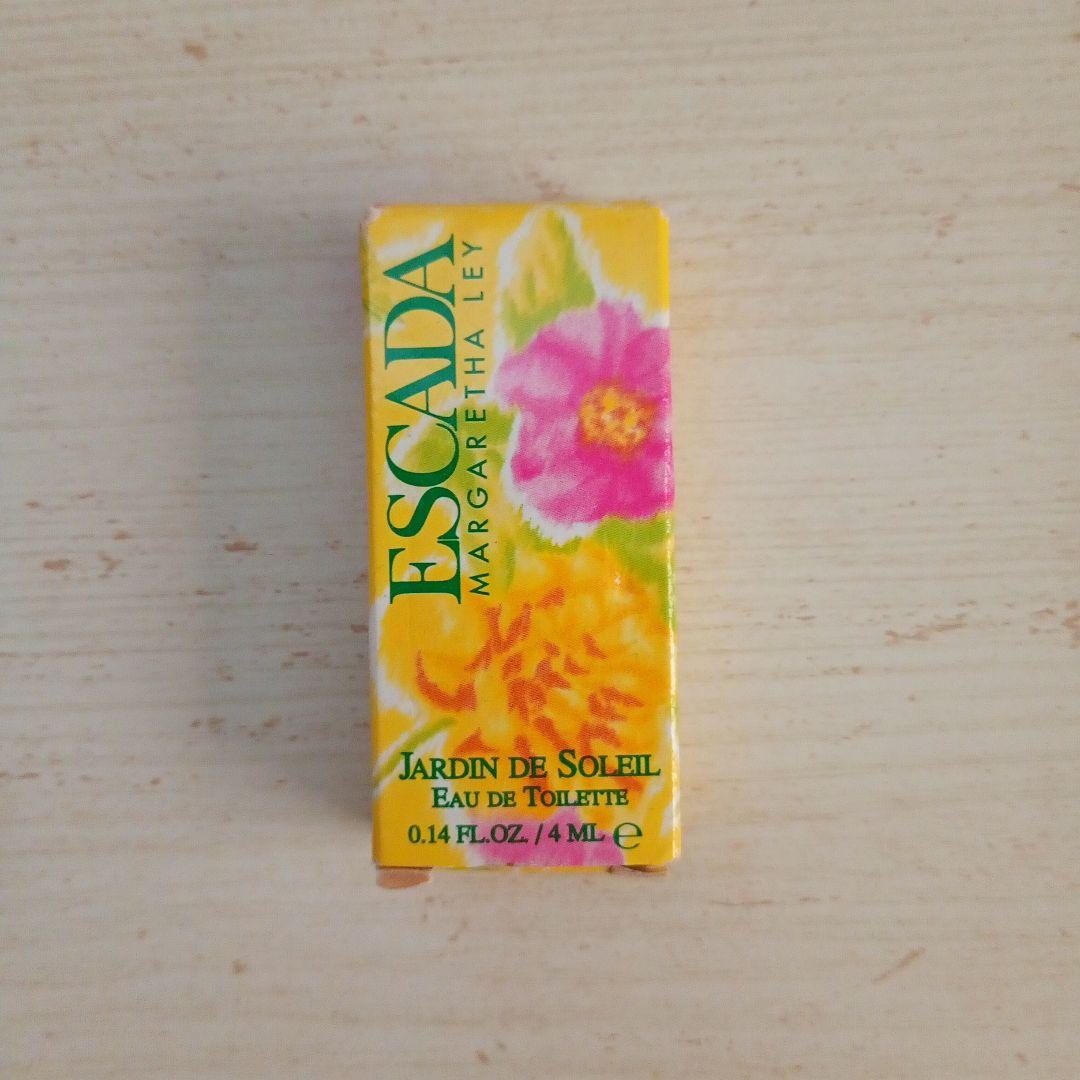 ESCADA
MARGARETHA LEY
JARDIN DE SOLEIL
EAU DE TOILETTE
0.14 FL.OZ. / 4 ML ℮